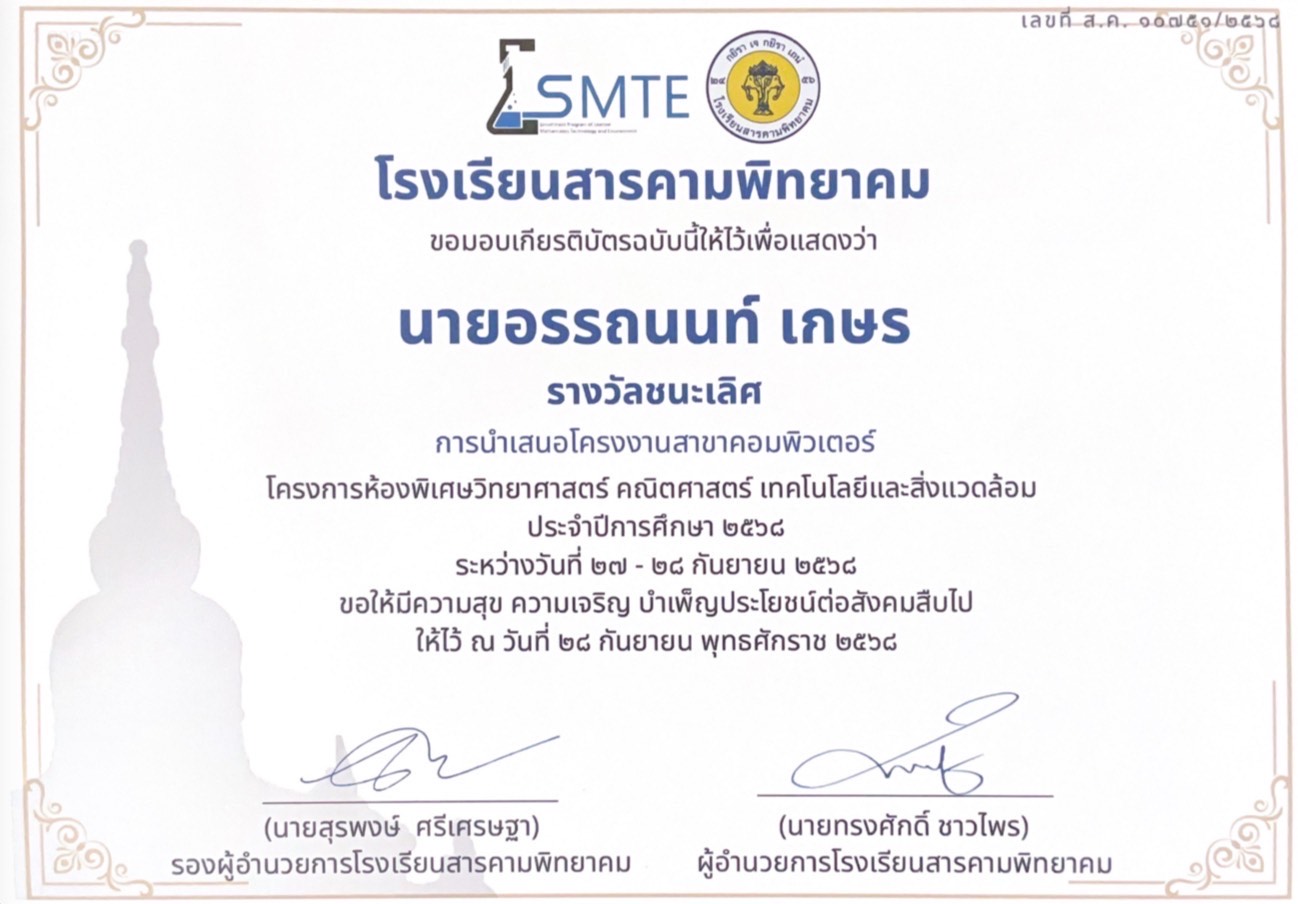 เลขที่ ส.ค. ๑๐๗๕๑/๒๕๖๘
SMTE
กยิรา เจ กยิรา เถนํ
๒๔ ๕๖
โรงเรียนสารคามพิทยาคม
โรงเรียนสารคามพิทยาคม
ขอมอบเกียรติบัตรฉบับนี้ให้ไว้เพื่อแสดงว่า
นายอรรถนนท์ เกษร
รางวัลชนะเลิศ
การนำเสนอโครงงานสาขาคอมพิวเตอร์
โครงการห้องพิเศษวิทยาศาสตร์ คณิตศาสตร์ เทคโนโลยีและสิ่งแวดล้อม
ประจำปีการศึกษา ๒๕๖๘
ระหว่างวันที่ ๒๗ - ๒๘ กันยายน ๒๕๖๘
ขอให้มีความสุข ความเจริญ บำเพ็ญประโยชน์ต่อสังคมสืบไป
ให้ไว้ ณ วันที่ ๒๘ กันยายน พุทธศักราช ๒๕๖๘
(นายสุรพงษ์ ศรีเศรษฐา)
รองผู้อำนวยการโรงเรียนสารคามพิทยาคม
(นายทรงศักดิ์ ชาวไพร)
ผู้อำนวยการโรงเรียนสารคามพิทยาคม